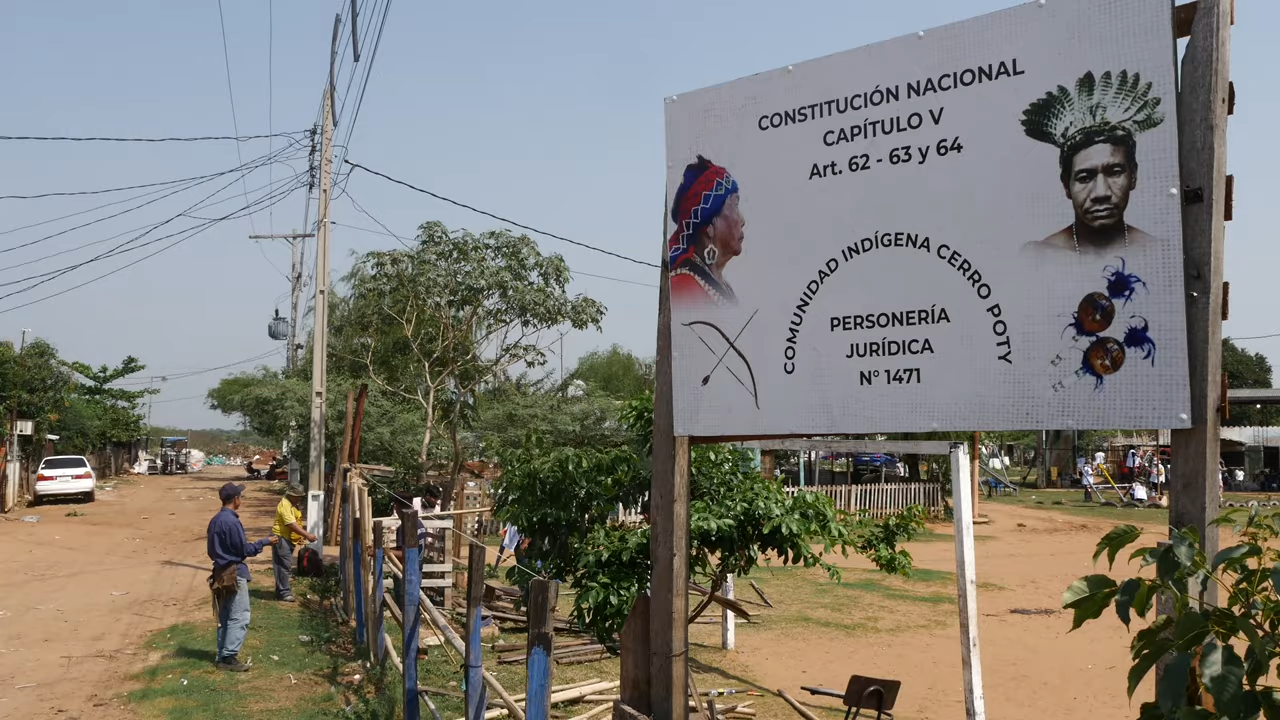 CONSTITUCIÓN NACIONAL
CAPÍTULO V
Art. 62 - 63 y 64
COMUNIDAD INDÍGENA CERRO POTY
PERSONERÍA
JURÍDICA
N° 1471